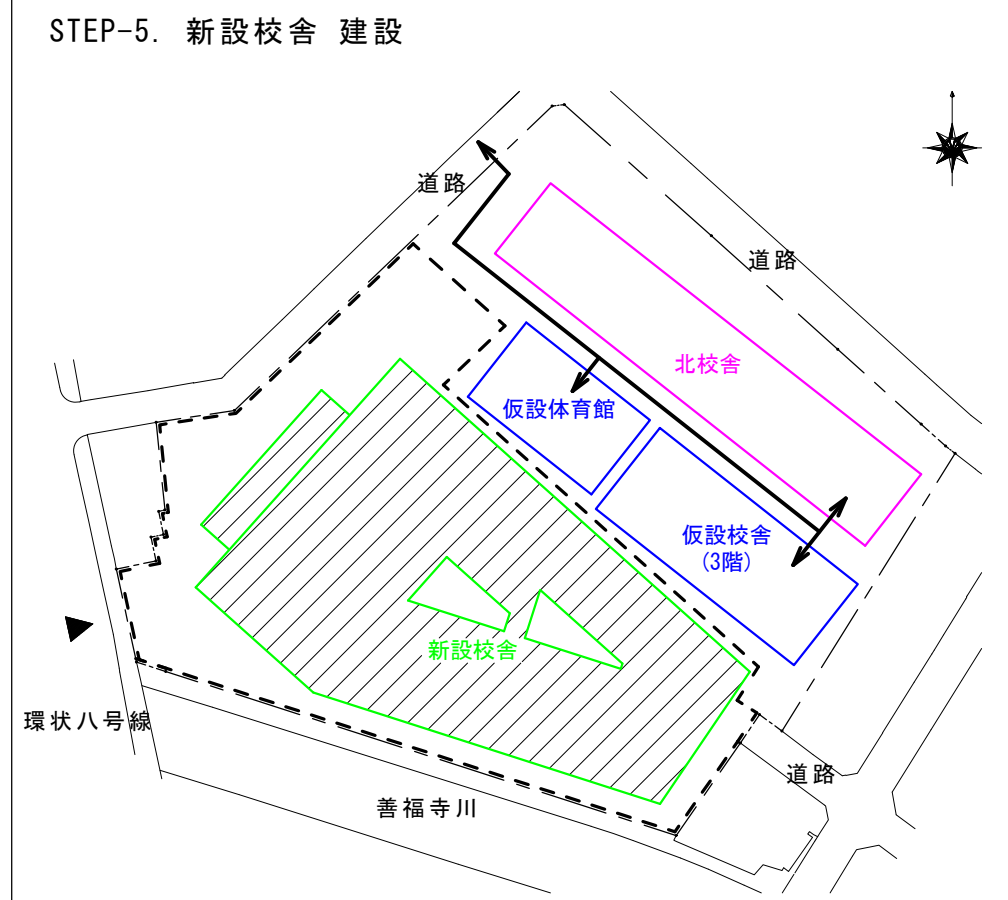 STEP-5. 新設校舎 建設
道路
道路
北校舎
仮設体育館
仮設校舎
(3階)
新設校舎
環状八号線
道路
善福寺川